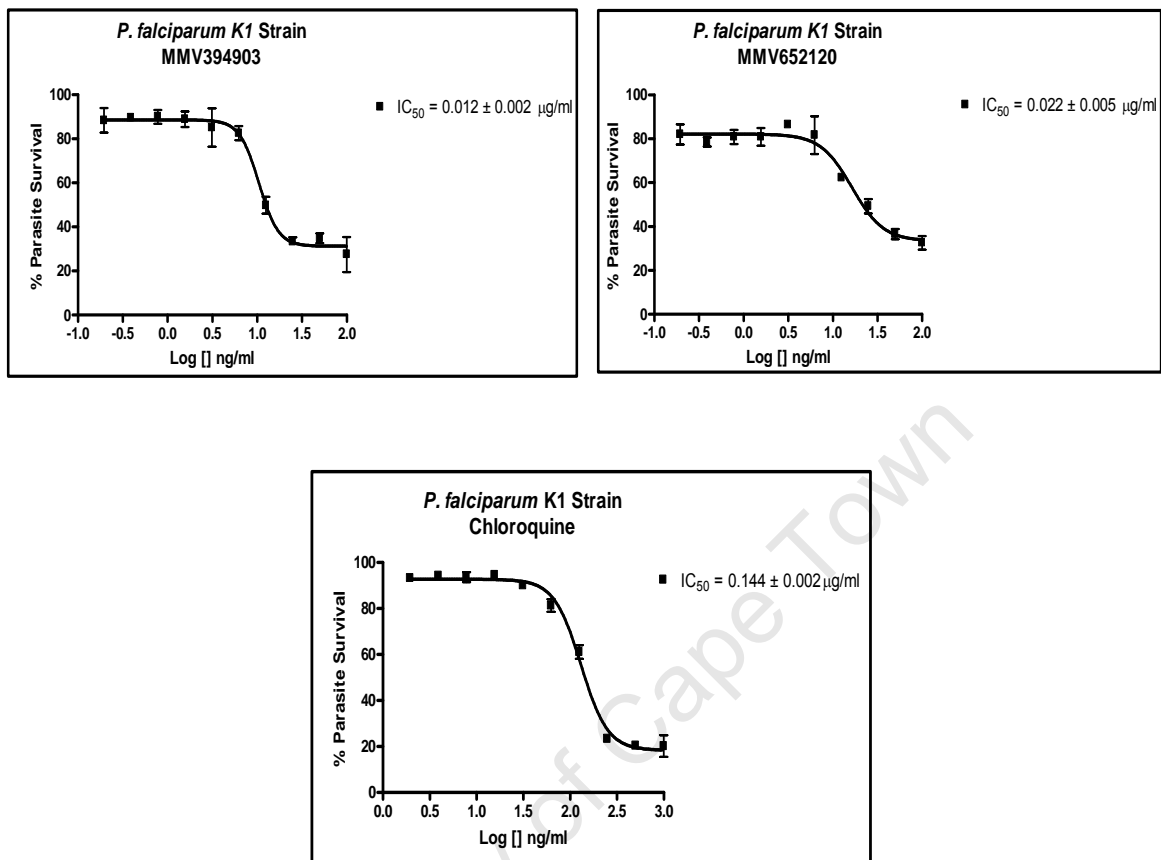 P. falciparum K1 Strain
MMV394903
IC50 = 0.012 ± 0.002 µg/ml
% Parasite Survival
100
80
60
40
20
0
-1.0 -0.5 0.0 0.5 1.0 1.5 2.0
Log [] ng/ml
P. falciparum K1 Strain
MMV652120
IC50 = 0.022 ± 0.005 µg/ml
% Parasite Survival
100
80
60
40
20
0
-1.0 -0.5 0.0 0.5 1.0 1.5 2.0
Log [] ng/ml
P. falciparum K1 Strain
Chloroquine
IC50 = 0.144 ± 0.002 µg/ml
% Parasite Survival
100
80
60
40
20
0
0.0 0.5 1.0 1.5 2.0 2.5 3.0
Log [] ng/ml
of Cape Town